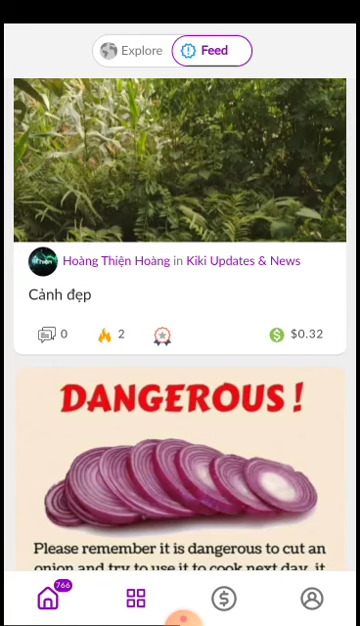 Explore
Feed
Hoàng Thiện Hoàng in Kiki Updates & News
Cảnh đẹp
0
2
$0.32
DANGEROUS!
Please remember it is dangerous to cut an
onion and try to use it to cook next day, it
766